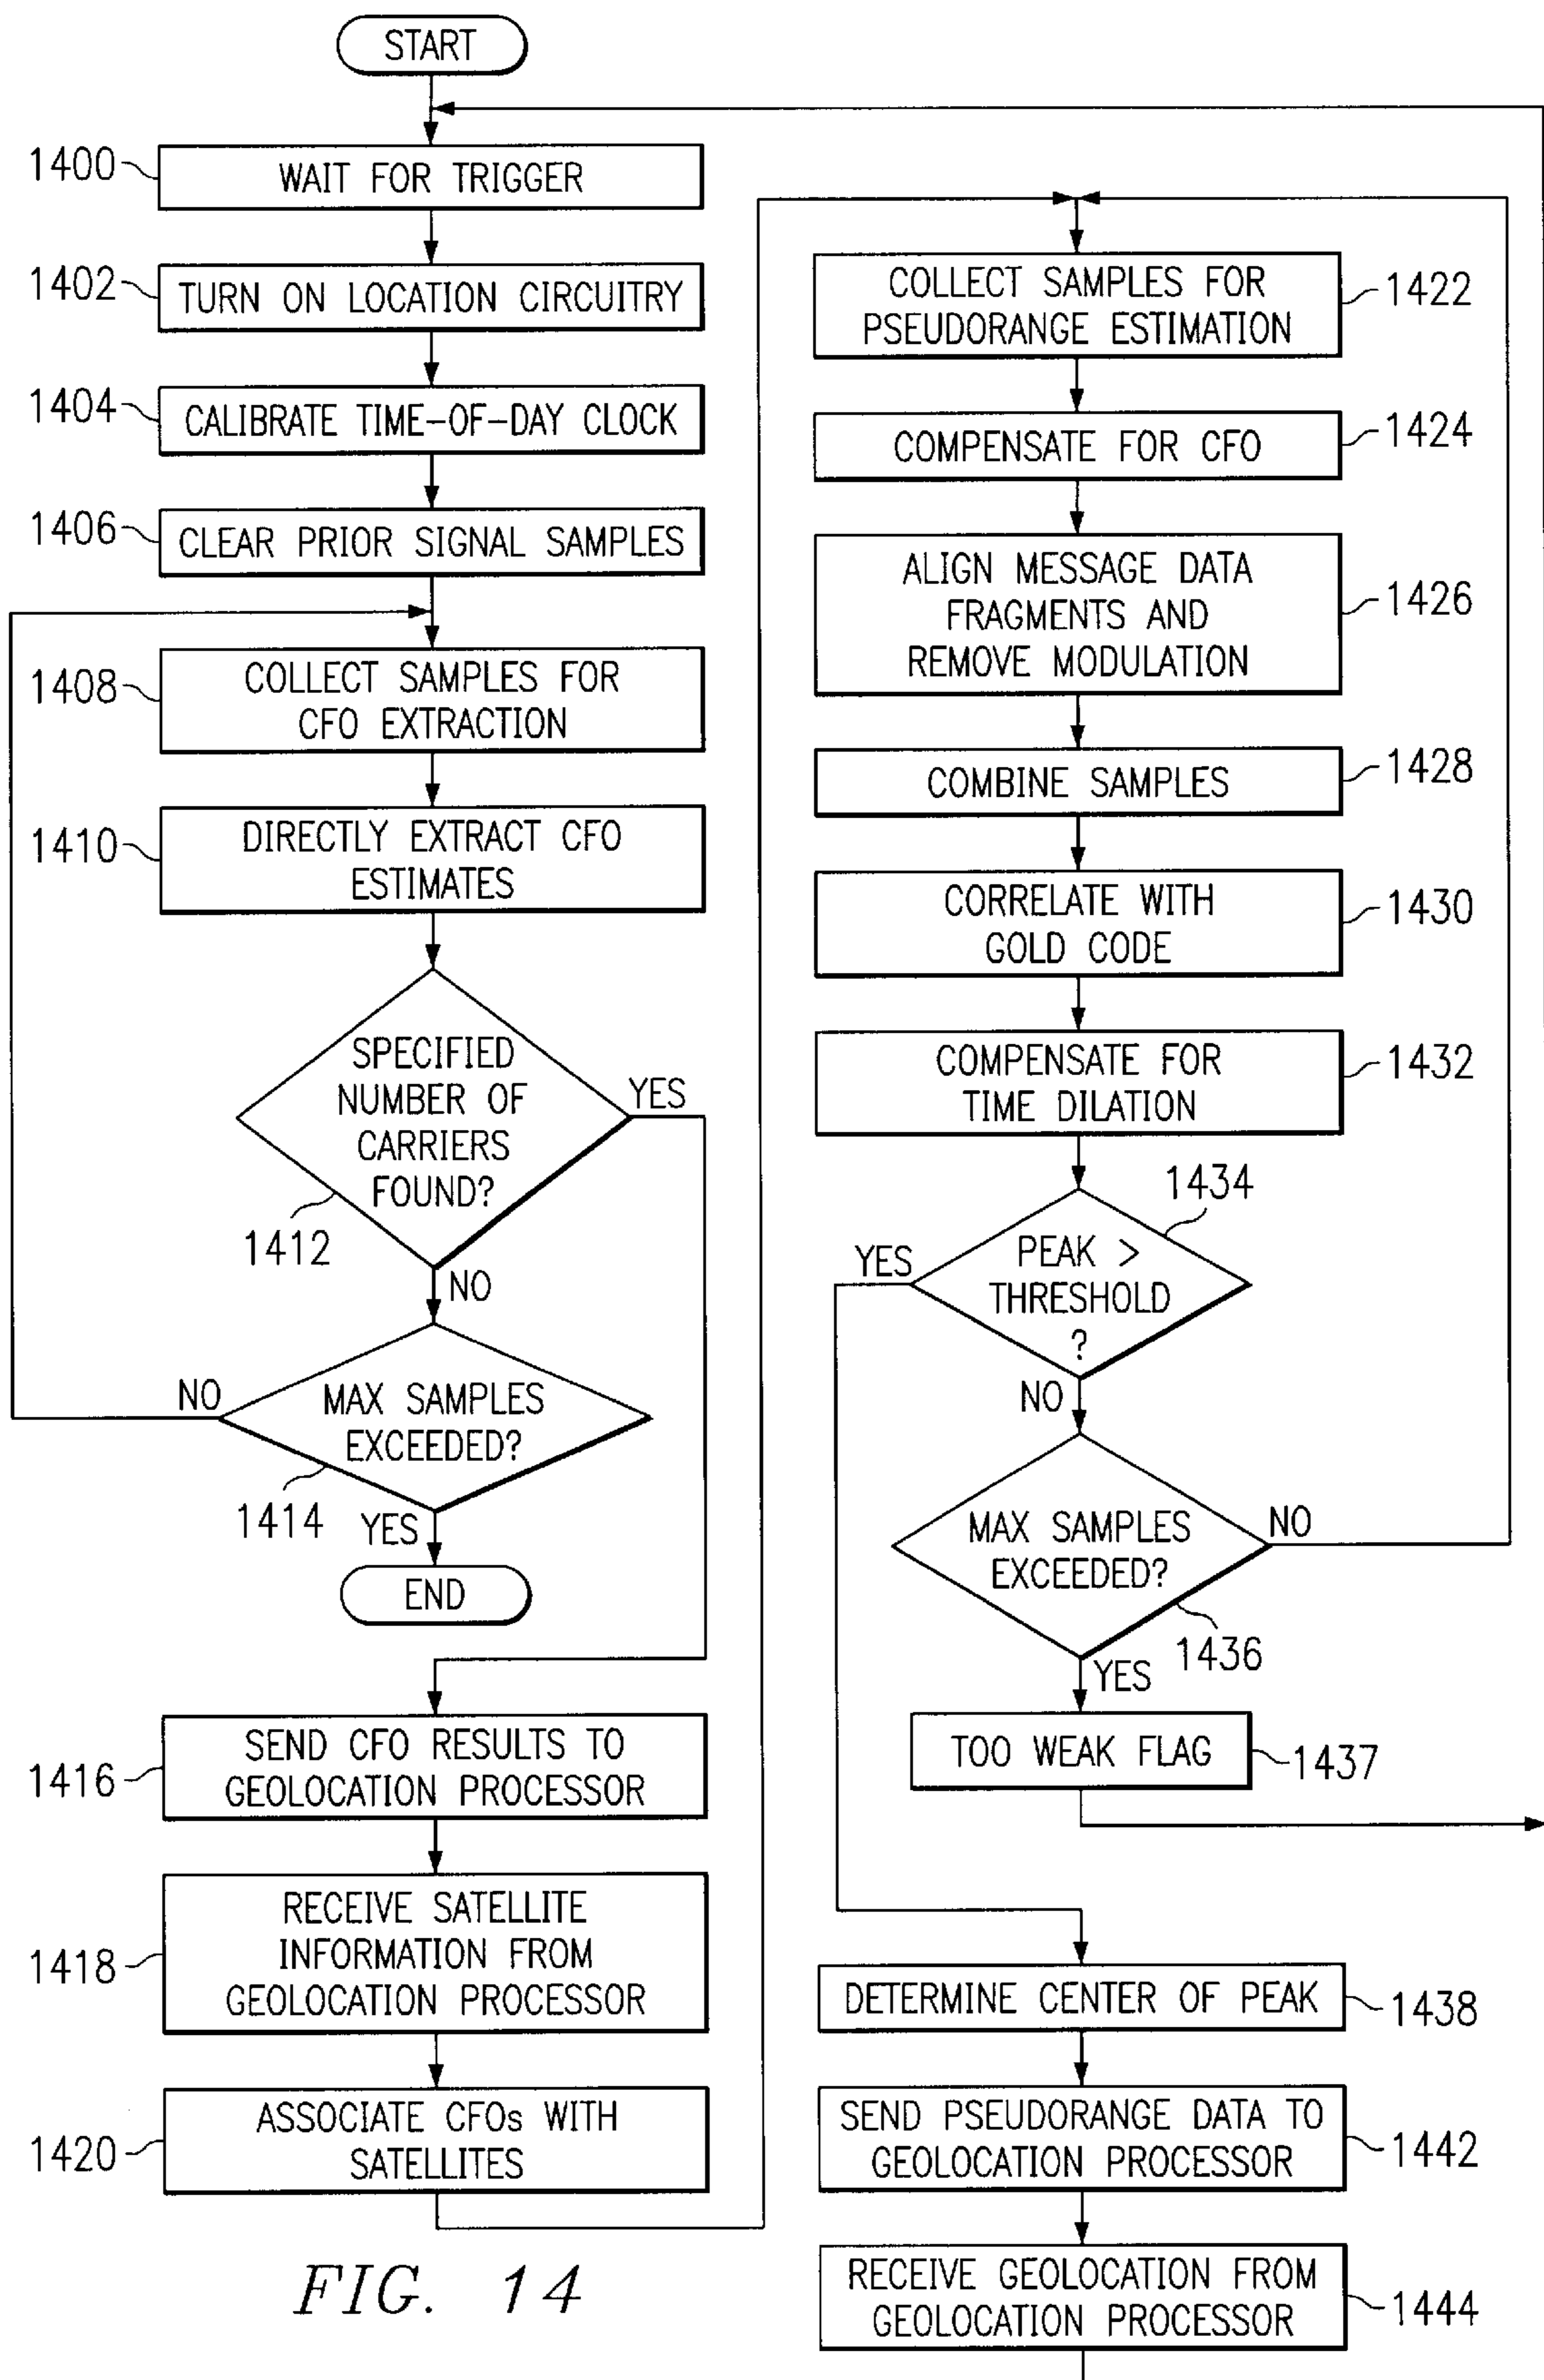 START
1400
WAIT FOR TRIGGER
1402
TURN ON LOCATION CIRCUITRY
1404
CALIBRATE TIME-OF-DAY CLOCK
1406
CLEAR PRIOR SIGNAL SAMPLES
1408
COLLECT SAMPLES FOR
CFO EXTRACTION
1410
DIRECTLY EXTRACT CFO
ESTIMATES
SPECIFIED
NUMBER OF
CARRIERS
FOUND?
YES
1412
NO
MAX SAMPLES
EXCEEDED?
NO
1414
YES
END
1416
SEND CFO RESULTS TO
GEOLOCATION PROCESSOR
1418
RECEIVE SATELLITE
INFORMATION FROM
GEOLOCATION PROCESSOR
1420
ASSOCIATE CFOs WITH
SATELLITES
COLLECT SAMPLES FOR
PSEUDORANGE ESTIMATION
1422
COMPENSATE FOR CFO
1424
ALIGN MESSAGE DATA
FRAGMENTS AND
REMOVE MODULATION
1426
COMBINE SAMPLES
1428
CORRELATE WITH
GOLD CODE
1430
COMPENSATE FOR
TIME DILATION
1432
1434
YES
PEAK >
THRESHOLD
?
NO
MAX SAMPLES
EXCEEDED?
NO
1436
YES
TOO WEAK FLAG
1437
DETERMINE CENTER OF PEAK
1438
SEND PSEUDORANGE DATA TO
GEOLOCATION PROCESSOR
1442
RECEIVE GEOLOCATION FROM
GEOLOCATION PROCESSOR
1444
FIG. 14